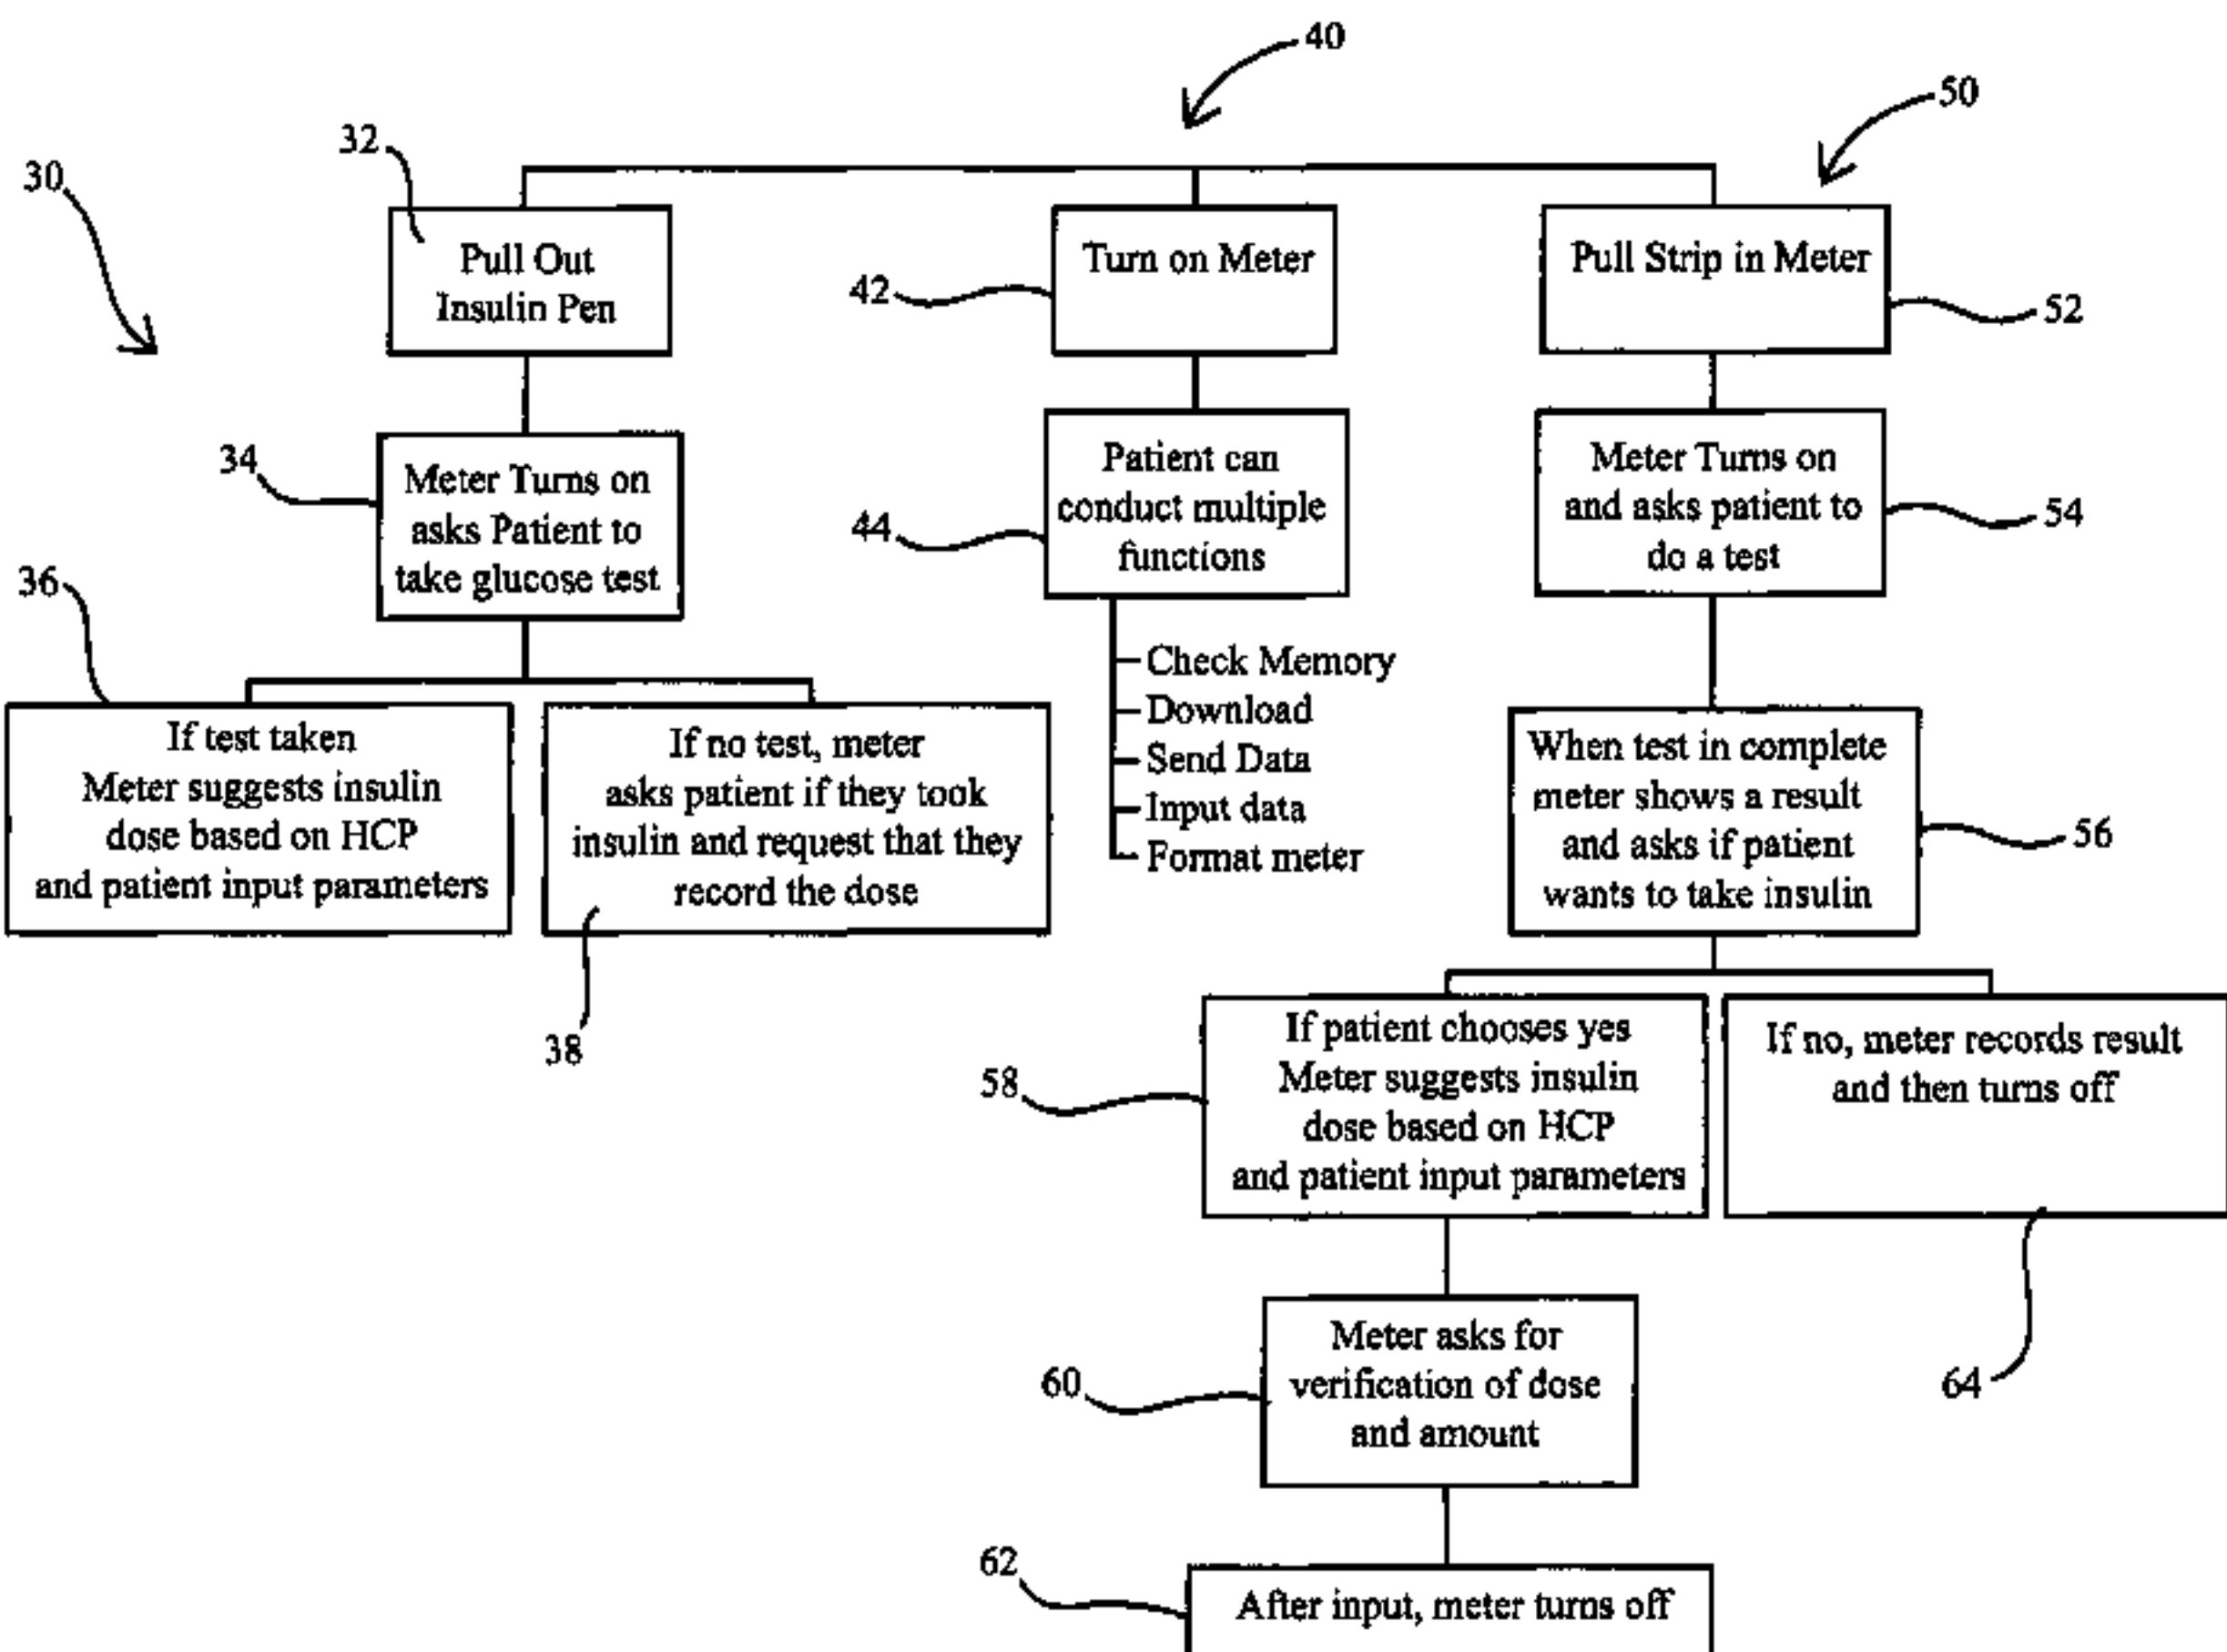 40
50
32
30
Pull Out
Insulin Pen
Turn on Meter
42
Pull Strip in Meter
52
34
Meter Turns on
asks Patient to
take glucose test
Patient can
conduct multiple
functions
44
Meter Turns on
and asks patient to
do a test
54
36
Check Memory
Download
Send Data
Input data
Format meter
If test taken
Meter suggests insulin
dose based on HCP
and patient input parameters
If no test, meter
asks patient if they took
insulin and request that they
record the dose
38
When test in complete
meter shows a result
and asks if patient
wants to take insulin
56
58
If patient chooses yes
Meter suggests insulin
dose based on HCP
and patient input parameters
If no, meter records result
and then turns off
64
60
Meter asks for
verification of dose
and amount
62
After input, meter turns off